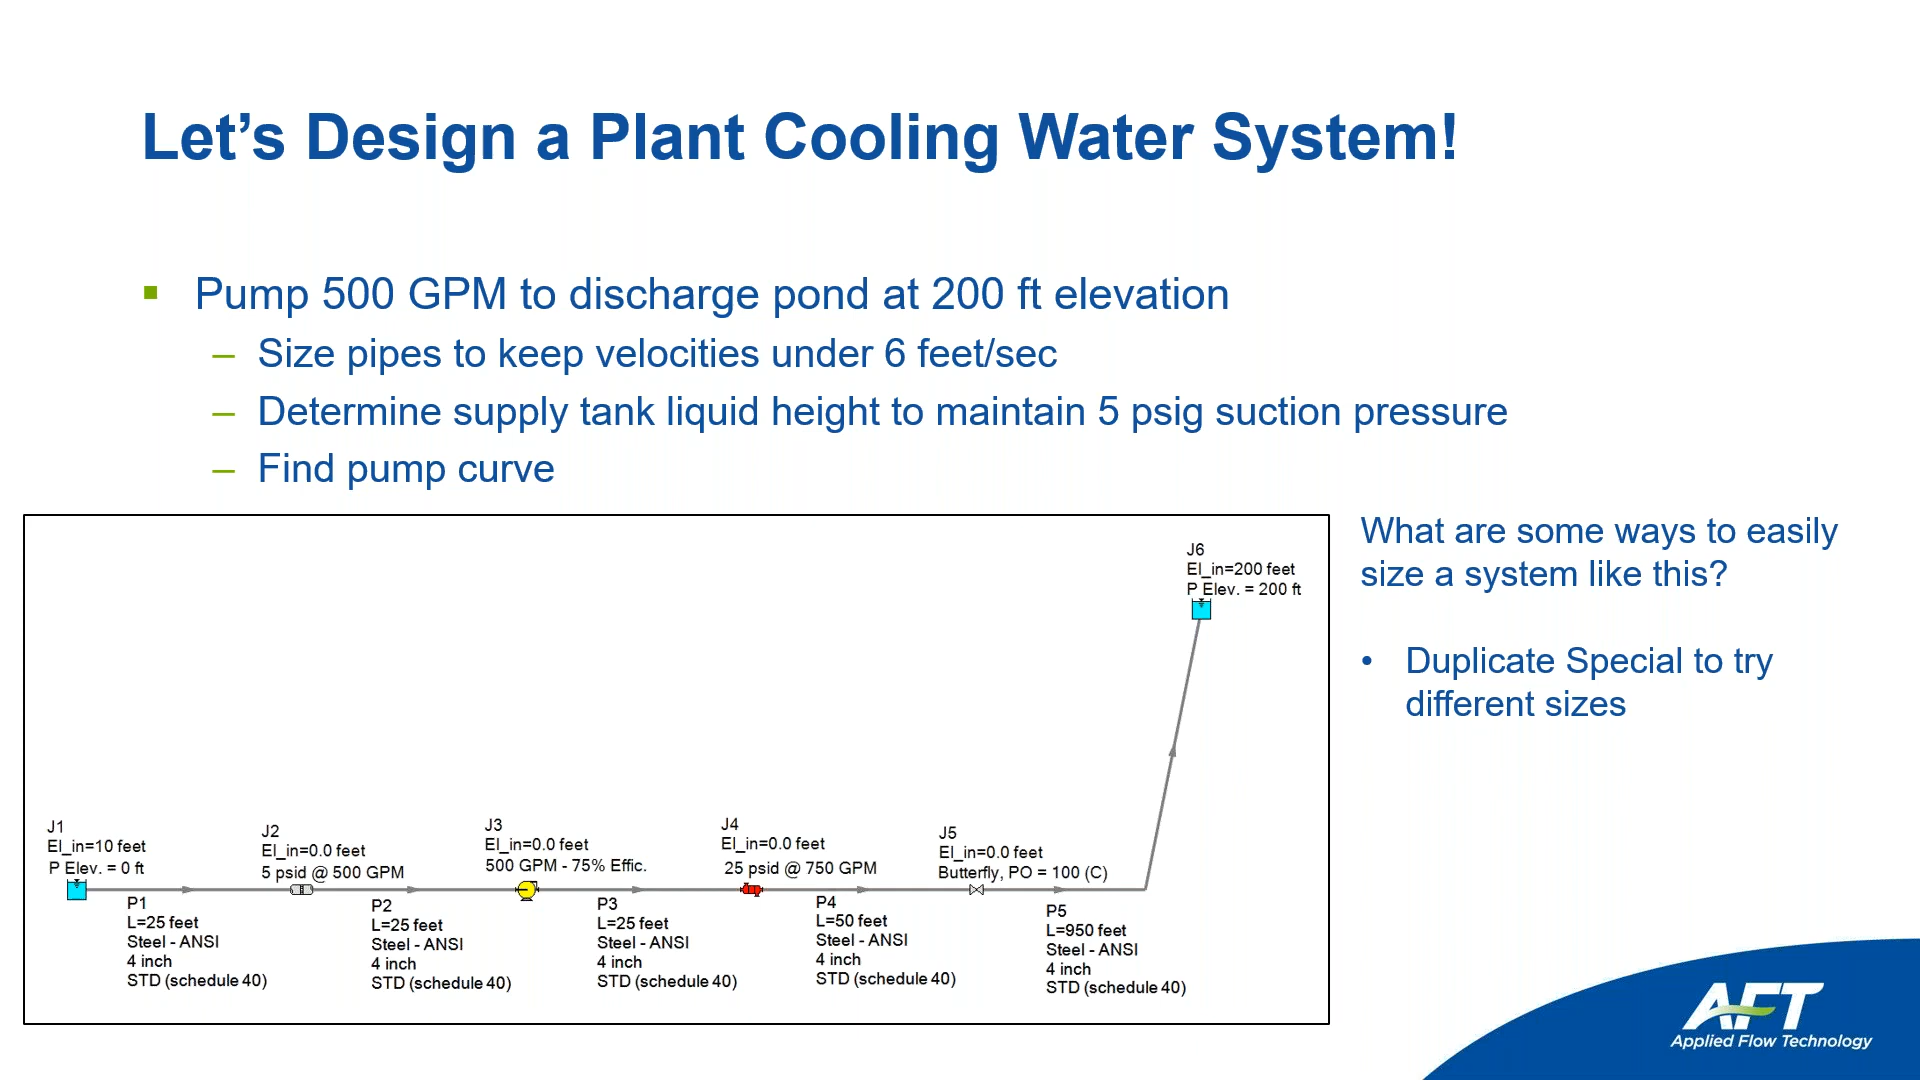 Let’s Design a Plant Cooling Water System!
▪ Pump 500 GPM to discharge pond at 200 ft elevation
– Size pipes to keep velocities under 6 feet/sec
– Determine supply tank liquid height to maintain 5 psig suction pressure
– Find pump curve
What are some ways to easily
size a system like this?
• Duplicate Special to try
different sizes
J6
El_in=200 feet
P Elev. = 200 ft
J1
El_in=10 feet
P Elev. = 0 ft
J2
El_in=0.0 feet
5 psid @ 500 GPM
J3
El_in=0.0 feet
500 GPM - 75% Effic.
J4
El_in=0.0 feet
25 psid @ 750 GPM
J5
El_in=0.0 feet
Butterfly, PO = 100 (C)
P1
L=25 feet
Steel - ANSI
4 inch
STD (schedule 40)
P2
L=25 feet
Steel - ANSI
4 inch
STD (schedule 40)
P3
L=25 feet
Steel - ANSI
4 inch
STD (schedule 40)
P4
L=50 feet
Steel - ANSI
4 inch
STD (schedule 40)
P5
L=950 feet
Steel - ANSI
4 inch
STD (schedule 40)
AFT
Applied Flow Technology